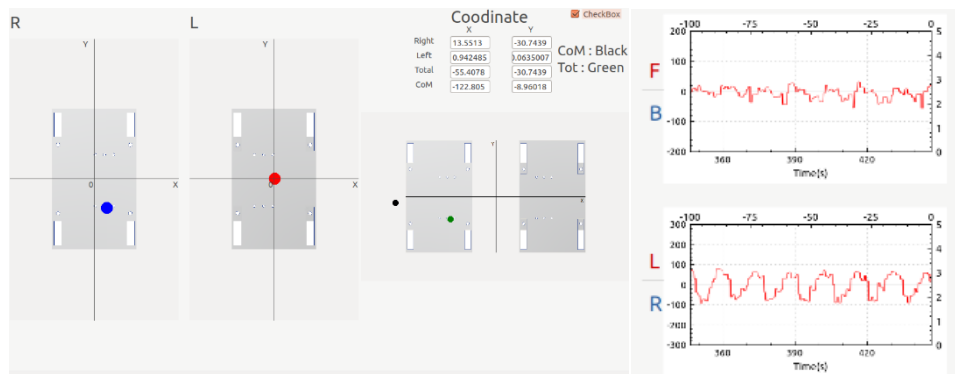 R
L
Coodinate
CheckBox
X Y
Right 13.5513 -30.7439
Left 0.942485 0.0635007
Total -55.4078 -30.7439
CoM -122.805 -8.96018
CoM : Black
Tot : Green
Y
X
0
Y
X
0
Y
X
-100 -75 -50 -25 0
200 100 0 -100 -200
5 4 3 2 1 0
F
B
360 390 420
Time(s)
-100 -75 -50 -25 0
300 200 100 0 -100 -200 -300
5 4 3 2 1 0
L
R
360 390 420
Time(s)